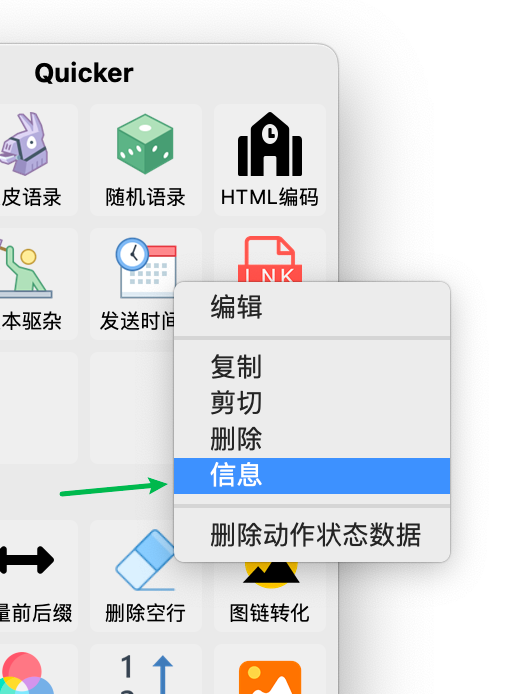 Quicker
皮语录
随机语录
HTML编码
LNK
本驱杂
发送时间
编辑
复制
剪切
删除
信息
删除动作状态数据
量前后缀
删除空行
图链转化
1